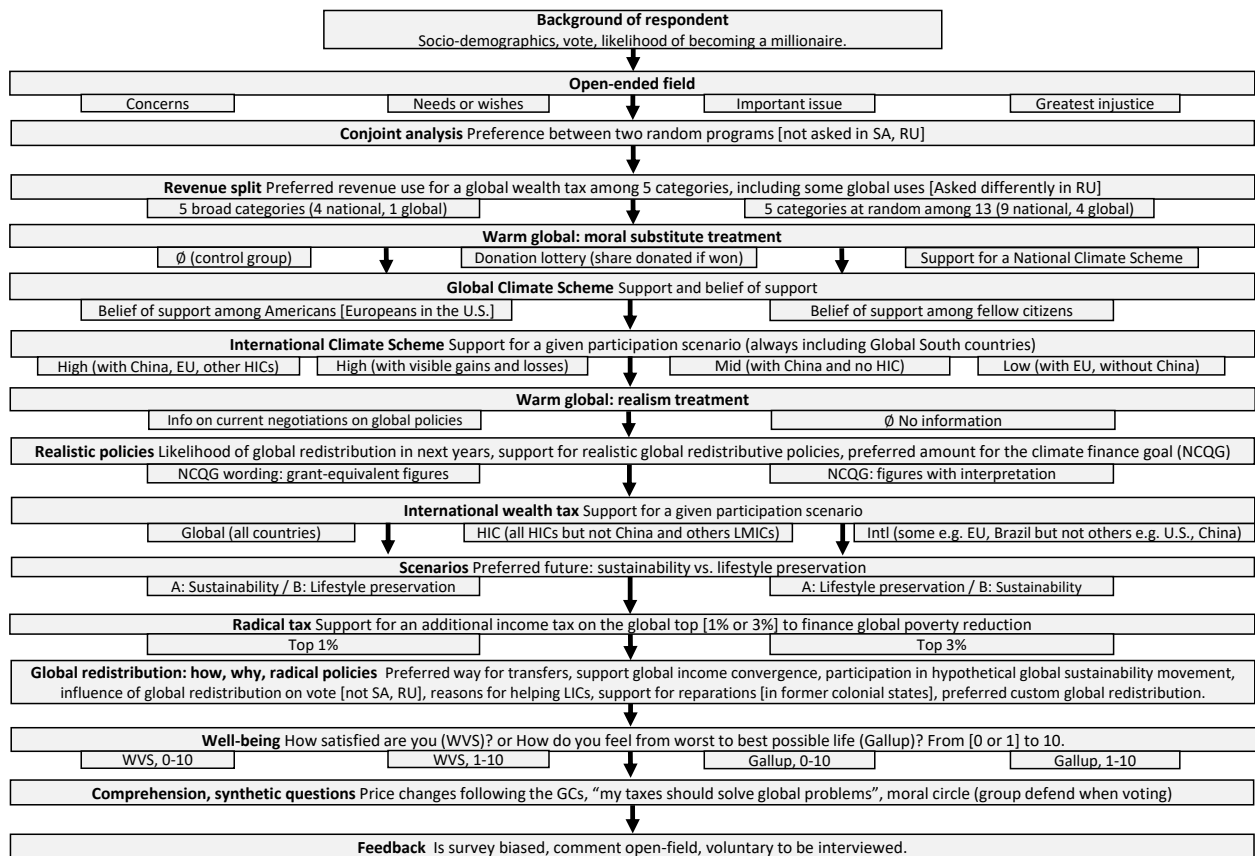 Background of respondent
Socio-demographics, vote, likelihood of becoming a millionaire.
Open-ended field
Concerns
Needs or wishes
Important issue
Greatest injustice
Conjoint analysis Preference between two random programs [not asked in SA, RU]
Revenue split Preferred revenue use for a global wealth tax among 5 categories, including some global uses [Asked differently in RU]
5 broad categories (4 national, 1 global)
5 categories at random among 13 (9 national, 4 global)
Warm global: moral substitute treatment
Ø (control group)
Donation lottery (share donated if won)
Support for a National Climate Scheme
Global Climate Scheme Support and belief of support
Belief of support among Americans [Europeans in the U.S.]
Belief of support among fellow citizens
International Climate Scheme Support for a given participation scenario (always including Global South countries)
High (with China, EU, other HICs)
High (with visible gains and losses)
Mid (with China and no HIC)
Low (with EU, without China)
Warm global: realism treatment
Info on current negotiations on global policies
Ø No information
Realistic policies Likelihood of global redistribution in next years, support for realistic global redistributive policies, preferred amount for the climate finance goal (NCQG)
NCQG wording: grant-equivalent figures
NCQG: figures with interpretation
International wealth tax Support for a given participation scenario
Global (all countries)
HIC (all HICs but not China and others LMICs)
Intl (some e.g. EU, Brazil but not others e.g. U.S., China)
Scenarios Preferred future: sustainability vs. lifestyle preservation
A: Sustainability / B: Lifestyle preservation
A: Lifestyle preservation / B: Sustainability
Radical tax Support for an additional income tax on the global top [1% or 3%] to finance global poverty reduction
Top 1%
Top 3%
Global redistribution: how, why, radical policies Preferred way for transfers, support global income convergence, participation in hypothetical global sustainability movement,
influence of global redistribution on vote [not SA, RU], reasons for helping LICs, support for reparations [in former colonial states], preferred custom global redistribution.
Well-being How satisfied are you (WVS)? or How do you feel from worst to best possible life (Gallup)? From [0 or 1] to 10.
WVS, 0-10
WVS, 1-10
Gallup, 0-10
Gallup, 1-10
Comprehension, synthetic questions Price changes following the GCs, “my taxes should solve global problems”, moral circle (group defend when voting)
Feedback Is survey biased, comment open-field, voluntary to be interviewed.